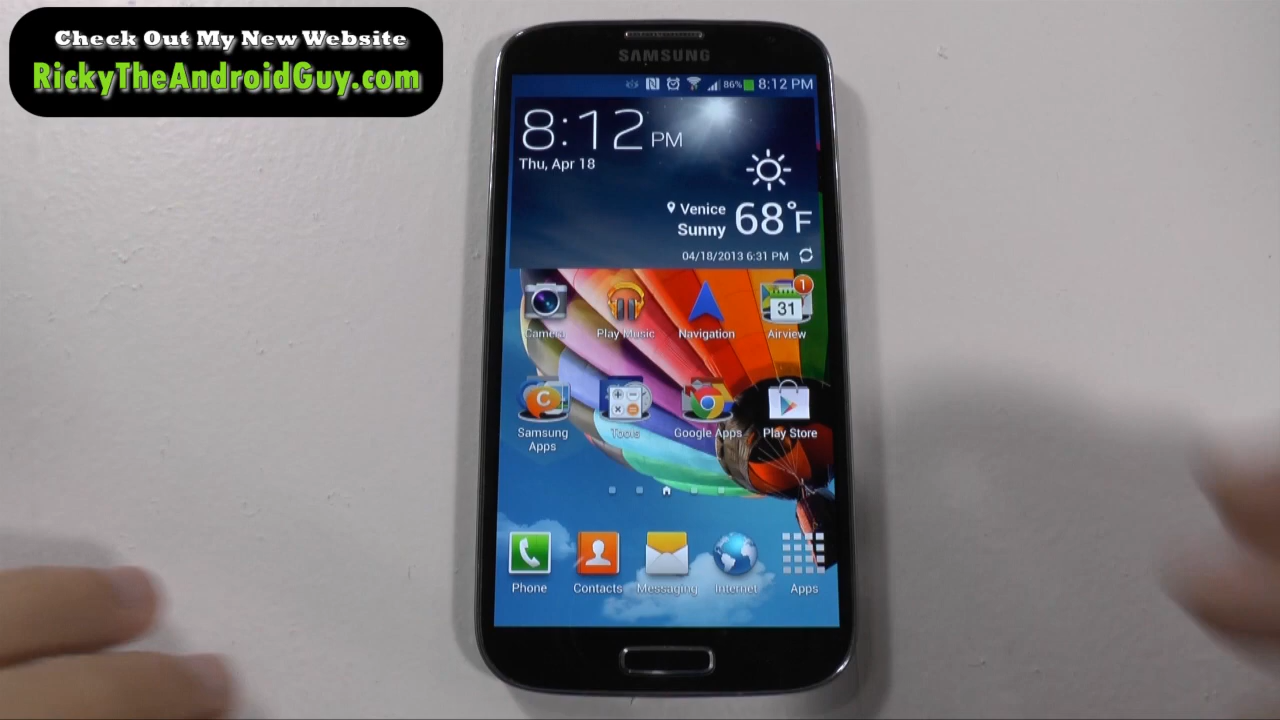 Check Out My New Website
RickyTheAndroidGuy.com
SAMSUNG
86% 8:12 PM
8:12 PM
Thu, Apr 18
Venice
68°F
Sunny
04/18/2013 6:31 PM
1
31
Camera Play Music Navigation Airview
C
Samsung Apps Tools Google Apps Play Store
Phone Contacts Messaging Internet Apps